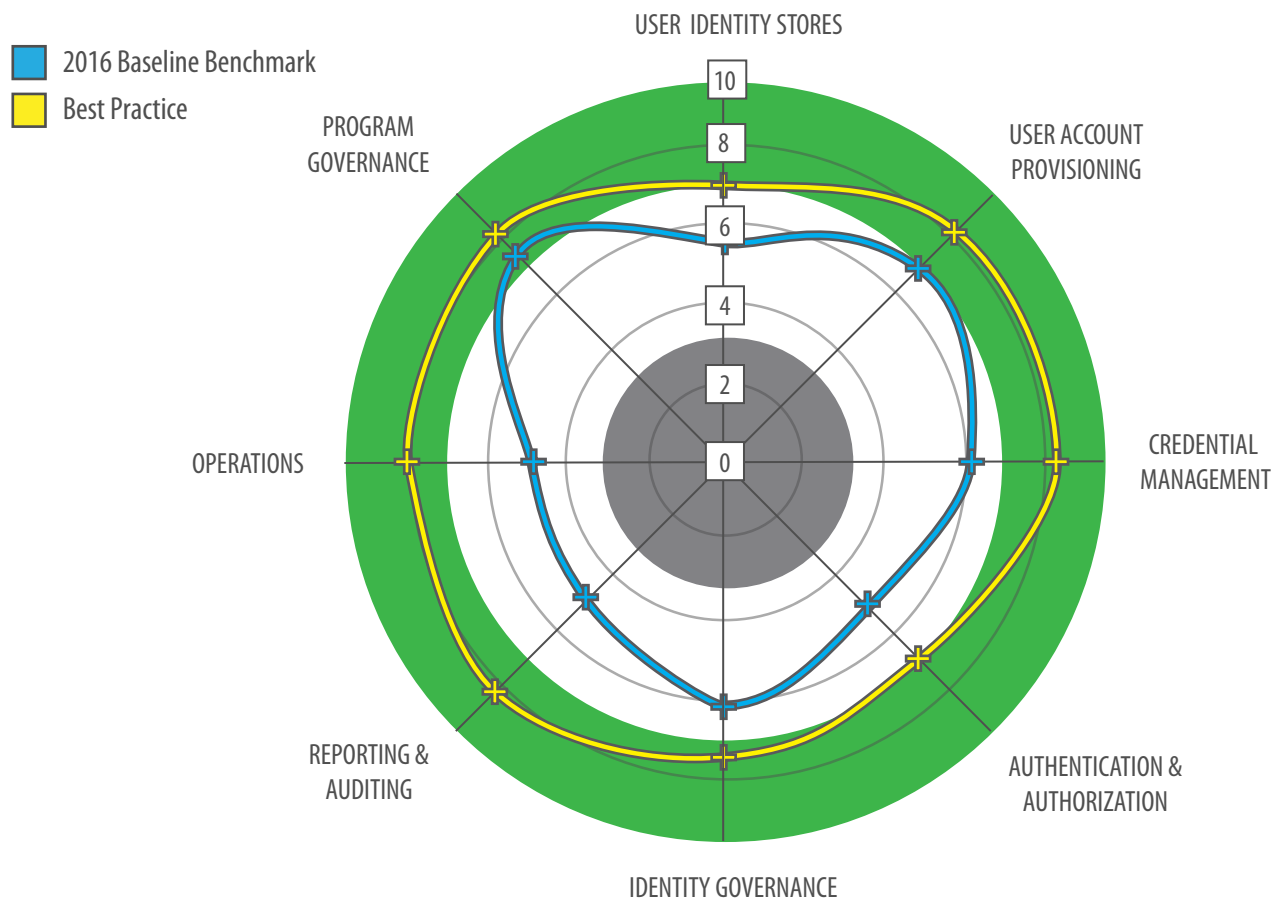 USER IDENTITY STORES
2016 Baseline Benchmark
Best Practice
10
8
6
4
2
0
PROGRAM
GOVERNANCE
USER ACCOUNT
PROVISIONING
OPERATIONS
CREDENTIAL
MANAGEMENT
REPORTING &
AUDITING
AUTHENTICATION &
AUTHORIZATION
IDENTITY GOVERNANCE